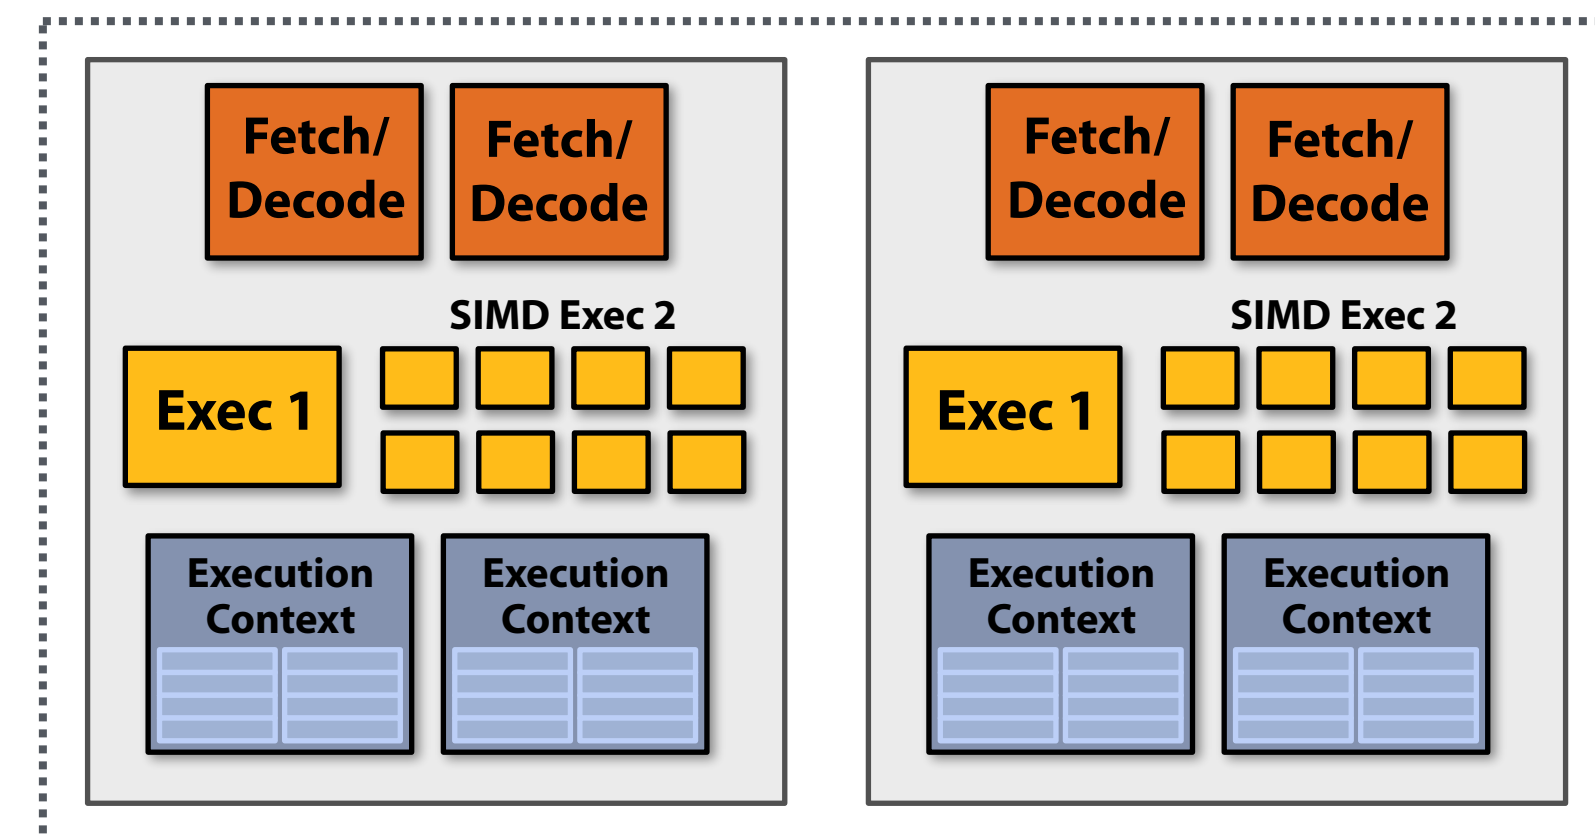 Fetch/
Decode
Fetch/
Decode
SIMD Exec 2
Exec 1
Execution
Context
Execution
Context
Fetch/
Decode
Fetch/
Decode
SIMD Exec 2
Exec 1
Execution
Context
Execution
Context